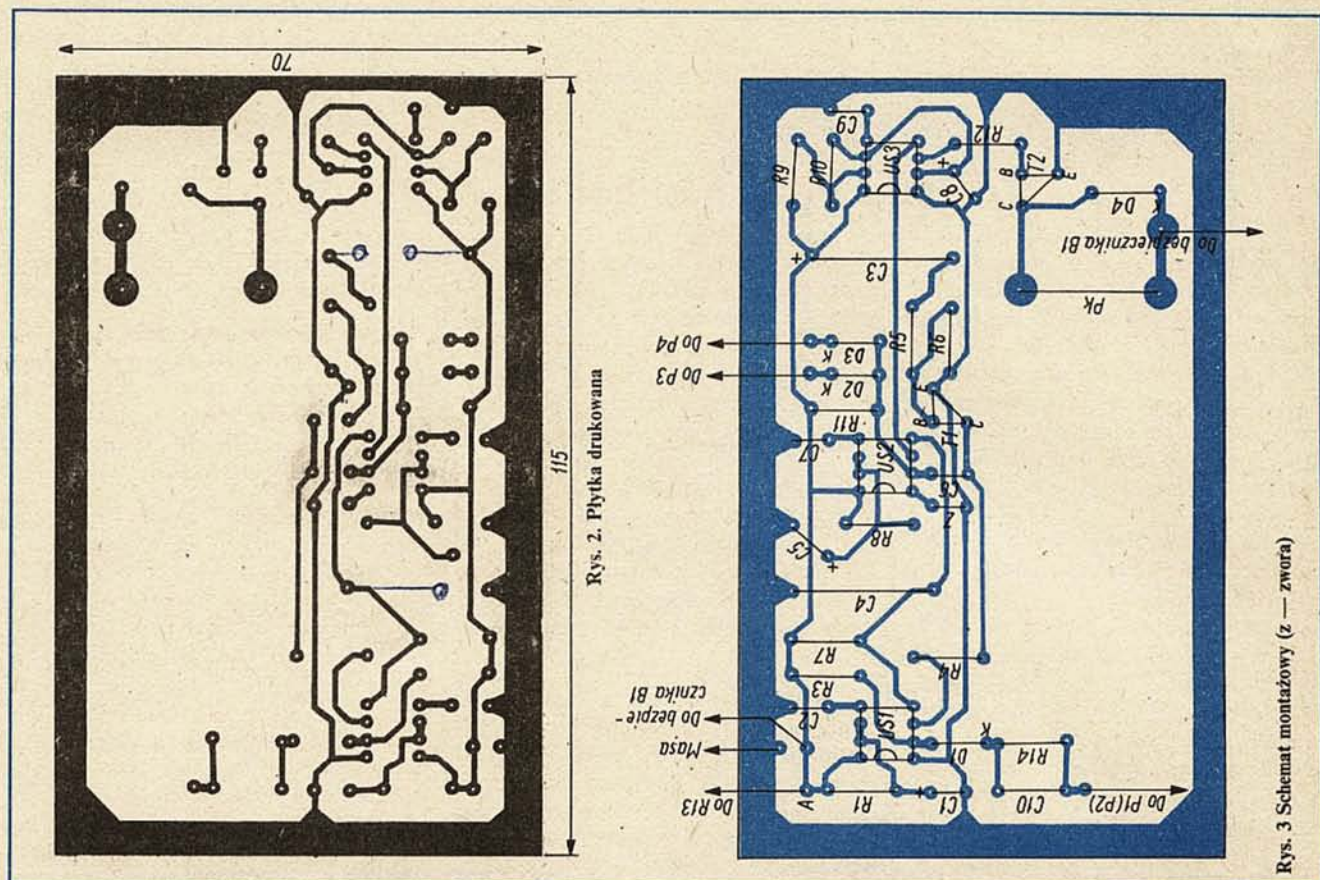 70
115
Rys. 2. Płytka drukowana
C9
R9
R10
US3
+
R12
B
T2
E
C
C8
D4
K
Do bezpiecznika B1
+
C3
Pk
Do P4
K
D3
R5
R6
Do P3
K
D2
E
R11
B
T1
C
C7
US2
C6
Z
R8
C5
+
C4
R7
R4
R3
Do bezpie-
cznika B1
C2
US1
Masa
D1
K
R14
Do R13
A
R1
+
C1
C10
Do P1(P2)
Rys. 3 Schemat montażowy (z — zwora)